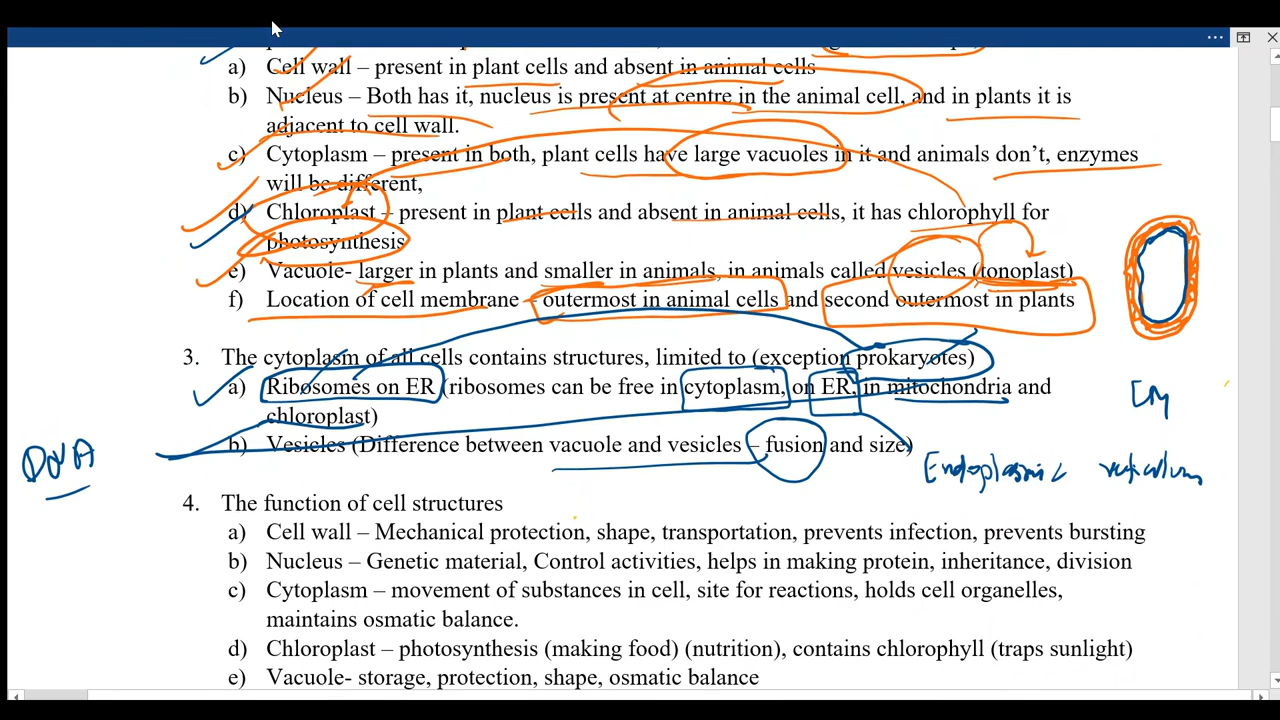 a) Cell wall – present in plant cells and absent in animal cells
b) Nucleus – Both has it, nucleus is present at centre in the animal cell, and in plants it is
adjacent to cell wall.
c) Cytoplasm – present in both, plant cells have large vacuoles in it and animals don’t, enzymes
will be different,
d) Chloroplast – present in plant cells and absent in animal cells, it has chlorophyll for
photosynthesis
e) Vacuole- larger in plants and smaller in animals, in animals called vesicles (tonoplast)
f) Location of cell membrane – outermost in animal cells and second outermost in plants
3. The cytoplasm of all cells contains structures, limited to (exception prokaryotes)
a) Ribosomes on ER (ribosomes can be free in cytoplasm, on ER, in mitochondria and
chloroplast)
b) Vesicles (Difference between vacuole and vesicles – fusion and size)
Endoplasmic reticulum
4. The function of cell structures
a) Cell wall – Mechanical protection, shape, transportation, prevents infection, prevents bursting
b) Nucleus – Genetic material, Control activities, helps in making protein, inheritance, division
c) Cytoplasm – movement of substances in cell, site for reactions, holds cell organelles,
maintains osmatic balance.
d) Chloroplast – photosynthesis (making food) (nutrition), contains chlorophyll (traps sunlight)
e) Vacuole- storage, protection, shape, osmatic balance